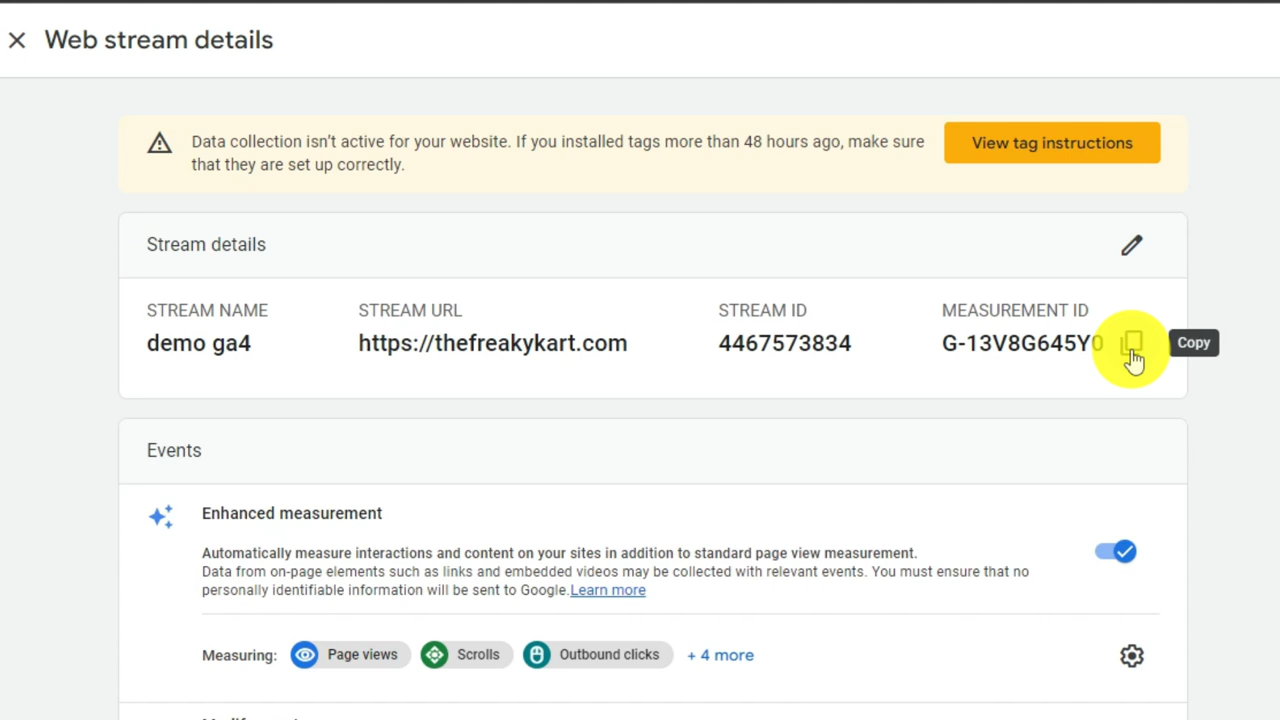 Web stream details
Data collection isn't active for your website. If you installed tags more than 48 hours ago, make sure
that they are set up correctly.
View tag instructions
Stream details
STREAM NAME
STREAM URL
STREAM ID
MEASUREMENT ID
demo ga4
https://thefreakykart.com
4467573834
G-13V8G645Y0
Copy
Events
Enhanced measurement
Automatically measure interactions and content on your sites in addition to standard page view measurement.
Data from on-page elements such as links and embedded videos may be collected with relevant events. You must ensure that no
personally identifiable information will be sent to Google.Learn more
Measuring:
Page views
Scrolls
Outbound clicks
+ 4 more